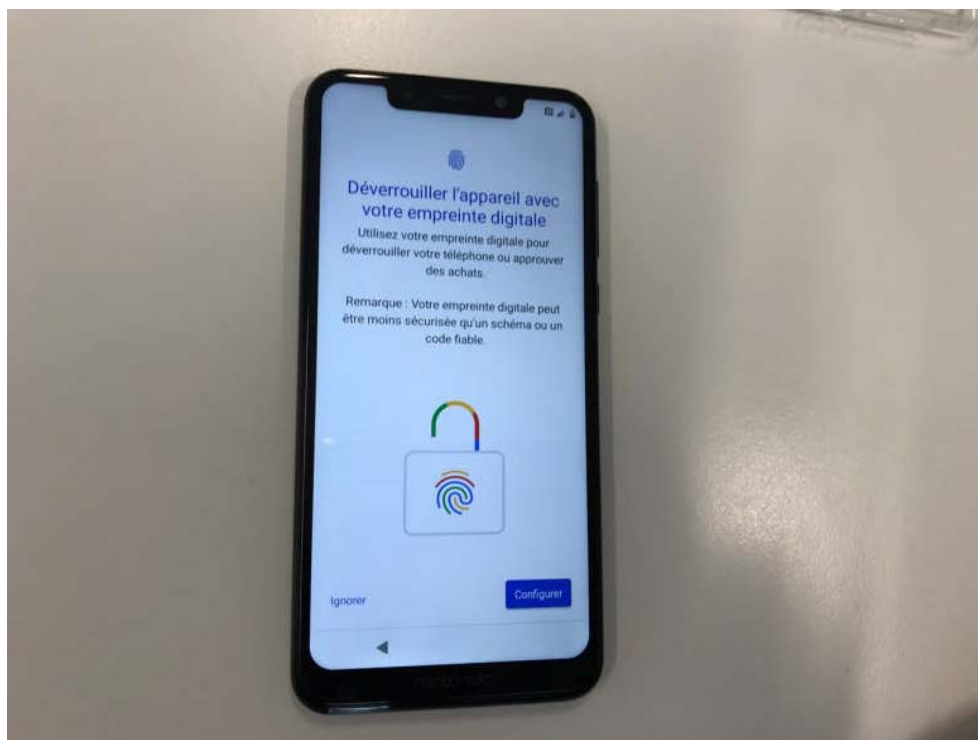 Déverrouiller l'appareil avec
votre empreinte digitale
Utilisez votre empreinte digitale pour
déverrouiller votre téléphone ou approuver
des achats.
Remarque : Votre empreinte digitale peut
être moins sécurisée qu'un schéma ou un
code fiable.
Ignorer
Configurer
motorola